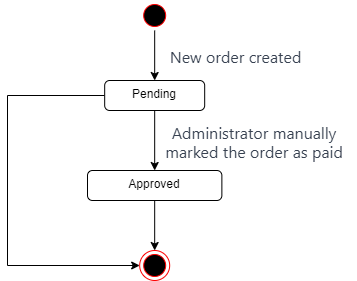 New order created
Pending
Administrator manually
marked the order as paid
Approved